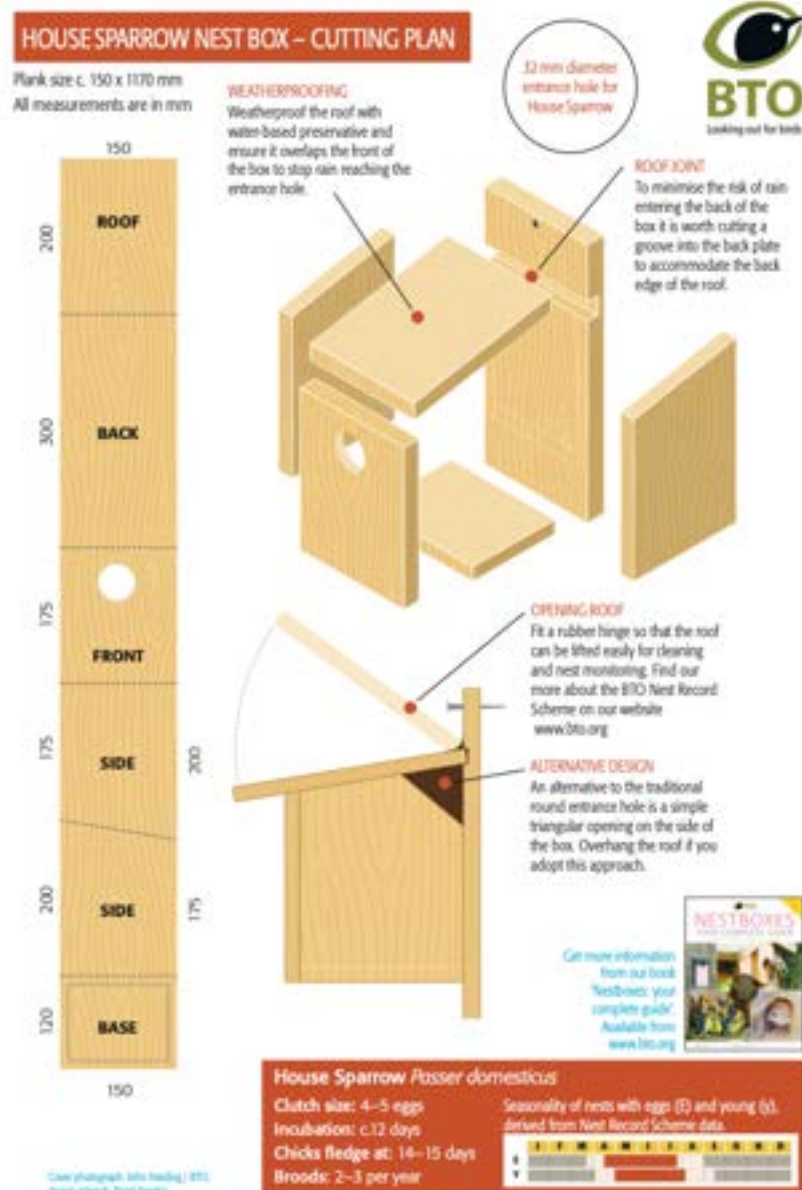 HOUSE SPARROW NEST BOX – CUTTING PLAN
Plank size c. 150 x 1170 mm
All measurements are in mm
WEATHERPROOFING
Weatherproof the roof with
water-based preservative and
ensure it overlaps the front of
the box to stop rain reaching the
entrance hole.
32 mm diameter
entrance hole for
House Sparrow
BTO
Looking out for birds
ROOF JOINT
To minimise the risk of rain
entering the back of the
box it is worth cutting a
groove into the back plate
to accommodate the back
edge of the roof.
150
200
ROOF
300
BACK
175
FRONT
175
SIDE
200
200
SIDE
175
120
BASE
150
OPENING ROOF
Fit a rubber hinge so that the roof
can be lifted easily for cleaning
and nest monitoring. Find our
more about the BTO Nest Record
Scheme on our website
www.bto.org
ALTERNATIVE DESIGN
An alternative to the traditional
round entrance hole is a simple
triangular opening on the side of
the box. Overhang the roof if you
adopt this approach.
Get more information
from our book
'Nestboxes: your
complete guide'.
Available from
www.bto.org
NESTBOXES
YOUR COMPLETE GUIDE
House Sparrow Passer domesticus
Clutch size: 4–5 eggs
Incubation: c.12 days
Chicks fledge at: 14–15 days
Broods: 2–3 per year
Seasonality of nests with eggs (E) and young (Y),
derived from Nest Record Scheme data.
J F M A M J J A S O N D
E
Y
Cover photograph: John Harding / BTO.